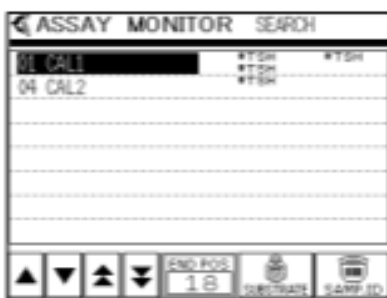 ASSAY MONITOR SEARCH
01 CAL1 *TSH *TSH
*TSH
04 CAL2 *TSH
END POS
18
SUBSTRATE
SAMP.ID